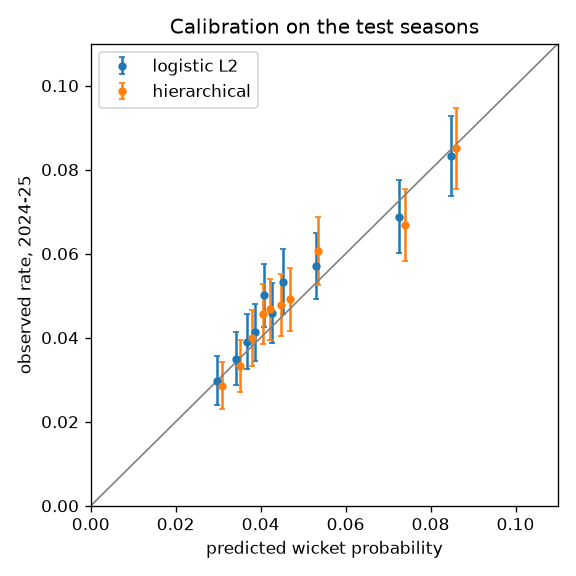 Calibration on the test seasons
logistic L2
hierarchical
observed rate, 2024-25
0.10
0.08
0.06
0.04
0.02
0.00
0.00 0.02 0.04 0.06 0.08 0.10
predicted wicket probability